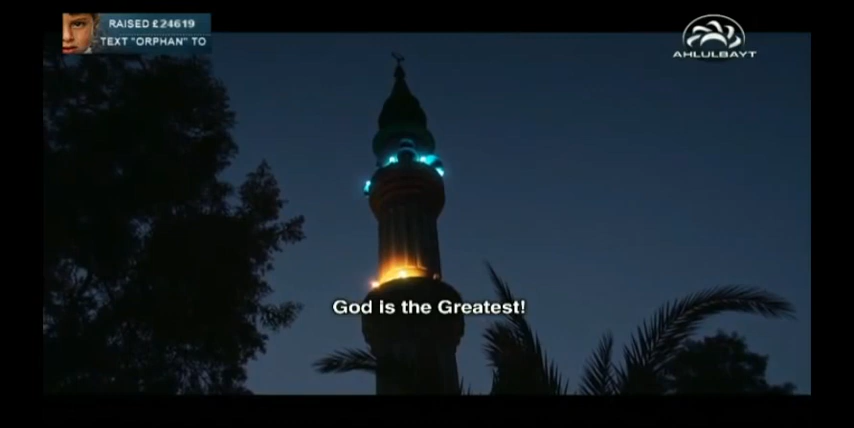 RAISED £24619
TEXT "ORPHAN" TO
AHLULBAYT
God is the Greatest!